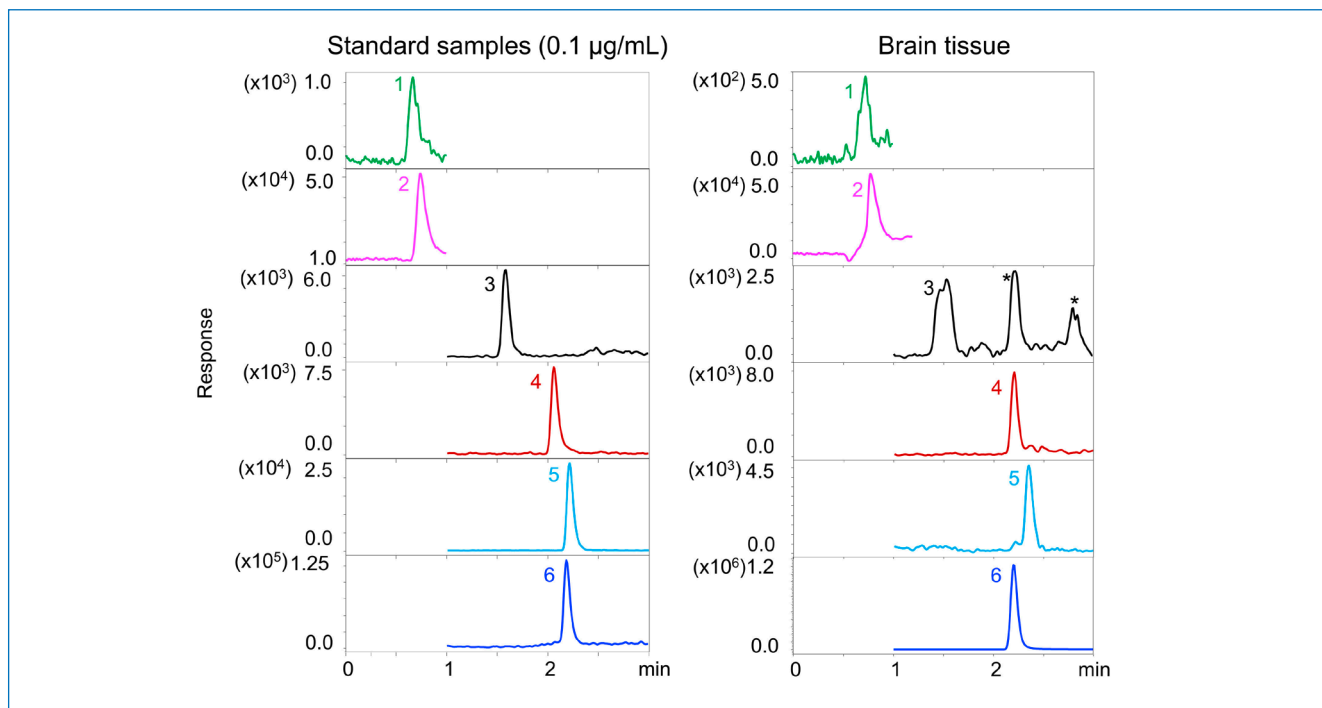 Standard samples (0.1 µg/mL)
Brain tissue
Response
(x10³) 1.0
0.0
1
(x10⁴) 5.0
1.0
2
(x10³) 6.0
0.0
3
(x10³) 7.5
0.0
4
(x10⁴) 2.5
0.0
5
(x10⁵) 1.25
0.0
6
0 1 2 min
(x10²) 5.0
0.0
1
(x10⁴) 5.0
0.0
2
(x10³) 2.5
0.0
3 * *
(x10³) 8.0
0.0
4
(x10³) 4.5
0.0
5
(x10⁶) 1.2
0.0
6
0 1 2 min